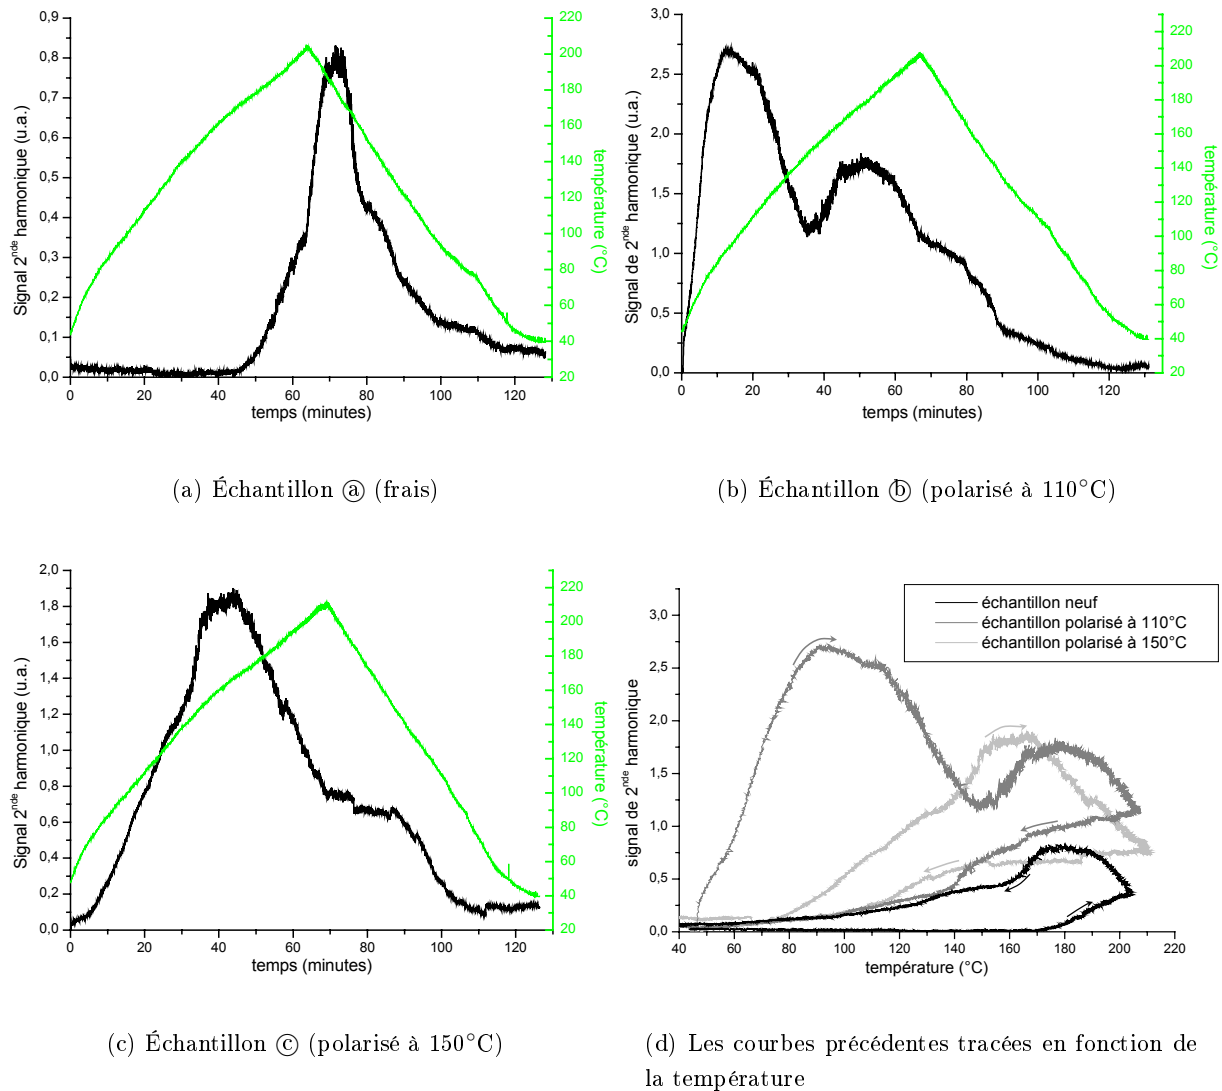 0,9
0,8
0,7
0,6
0,5
0,4
0,3
0,2
0,1
0,0
Signal 2nde harmonique (u.a.)
0 20 40 60 80 100 120
temps (minutes)
220
200
180
160
140
120
100
80
60
40
20
température (°C)
(a) Échantillon ⓐ (frais)
3,0
2,5
2,0
1,5
1,0
0,5
0,0
Signal de 2nde harmonique (u.a.)
0 20 40 60 80 100 120
temps (minutes)
220
200
180
160
140
120
100
80
60
40
20
température (°C)
(b) Échantillon ⓑ (polarisé à 110°C)
2,0
1,8
1,6
1,4
1,2
1,0
0,8
0,6
0,4
0,2
0,0
Signal 2nde harmonique (u.a.)
0 20 40 60 80 100 120
temps (minutes)
220
200
180
160
140
120
100
80
60
40
20
température (°C)
(c) Échantillon ⓒ (polarisé à 150°C)
échantillon neuf
échantillon polarisé à 110°C
échantillon polarisé à 150°C
3,0
2,5
2,0
1,5
1,0
0,5
0,0
signal de 2nde harmonique
40 60 80 100 120 140 160 180 200 220
température (°C)
(d) Les courbes précédentes tracées en fonction de
la température